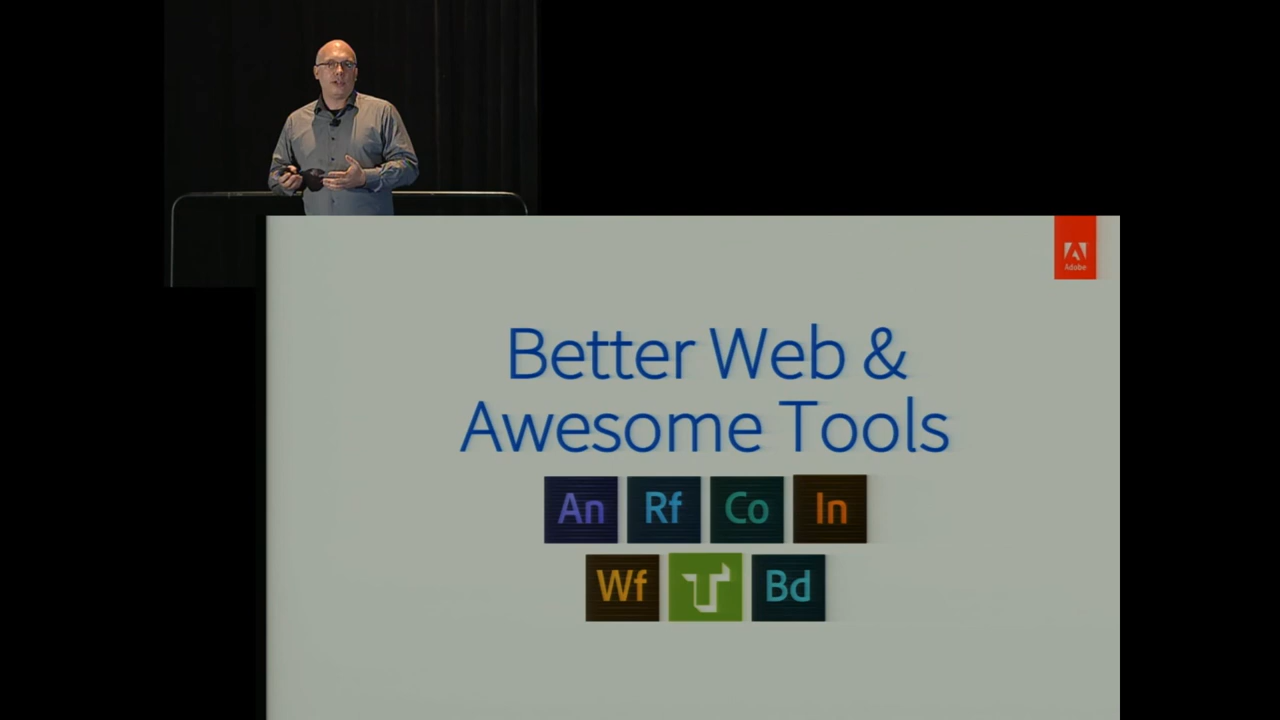 Adobe
Better Web &
Awesome Tools
An Rf Co In
Wf T Bd